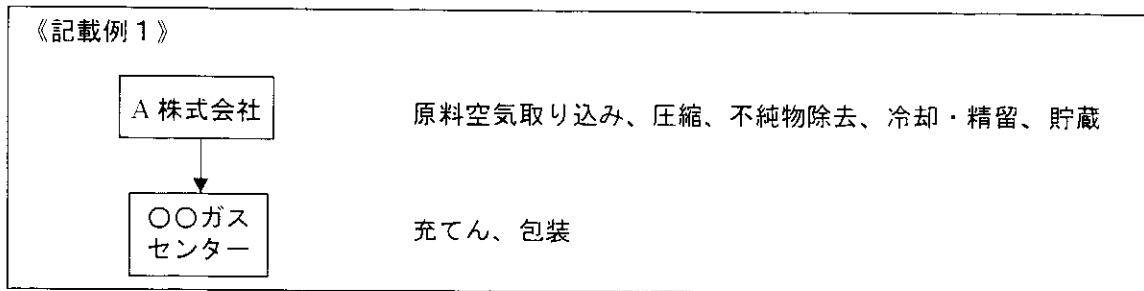 《記載例1》
A株式会社
原料空気取り込み、圧縮、不純物除去、冷却・精留、貯蔵
〇〇ガス
センター
充てん、包装